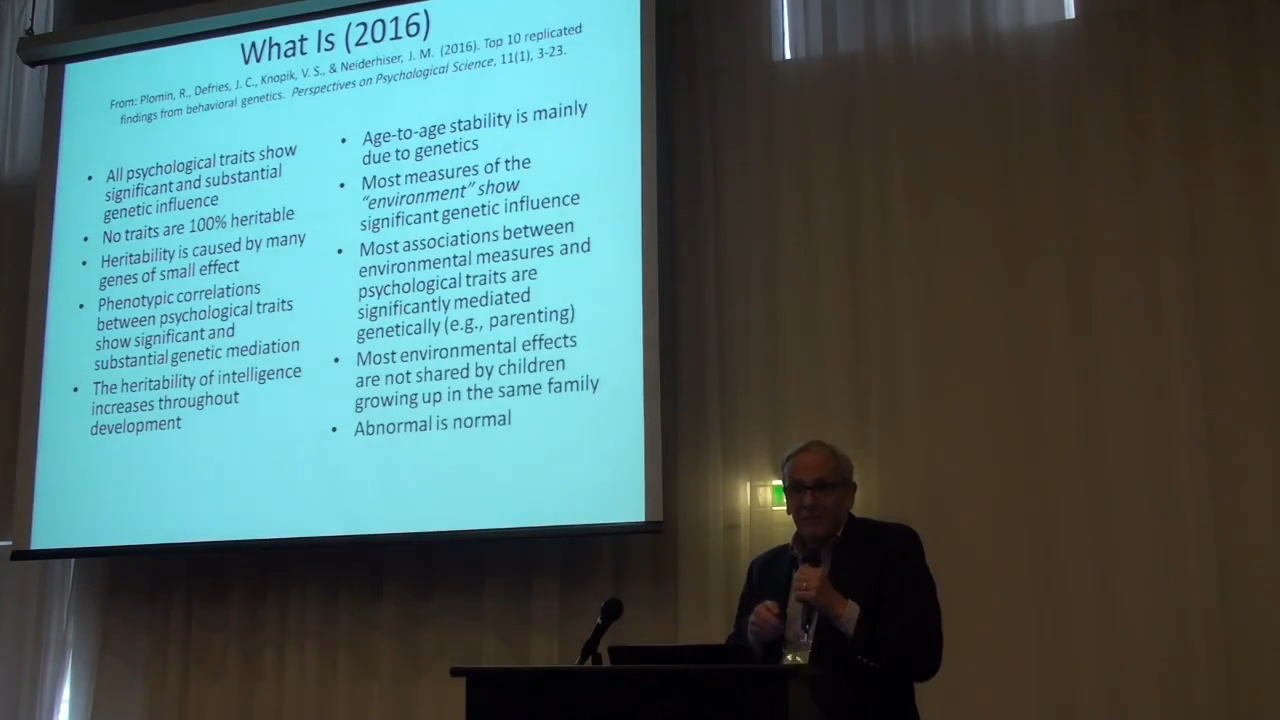 What Is (2016)
From: Plomin, R., Defries, J. C., Knopik, V. S., & Neiderhiser, J. M. (2016). Top 10 replicated
findings from behavioral genetics. Perspectives on Psychological Science, 11(1), 3-23.
• All psychological traits show
significant and substantial
genetic influence
• No traits are 100% heritable
• Heritability is caused by many
genes of small effect
• Phenotypic correlations
between psychological traits
show significant and
substantial genetic mediation
• The heritability of intelligence
increases throughout
development
• Age-to-age stability is mainly
due to genetics
• Most measures of the
“environment” show
significant genetic influence
• Most associations between
environmental measures and
psychological traits are
significantly mediated
genetically (e.g., parenting)
• Most environmental effects
are not shared by children
growing up in the same family
• Abnormal is normal